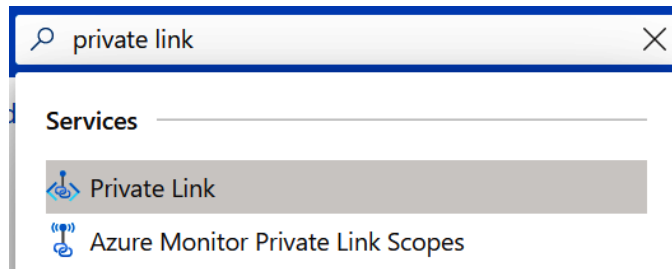 private link
Services
Private Link
Azure Monitor Private Link Scopes